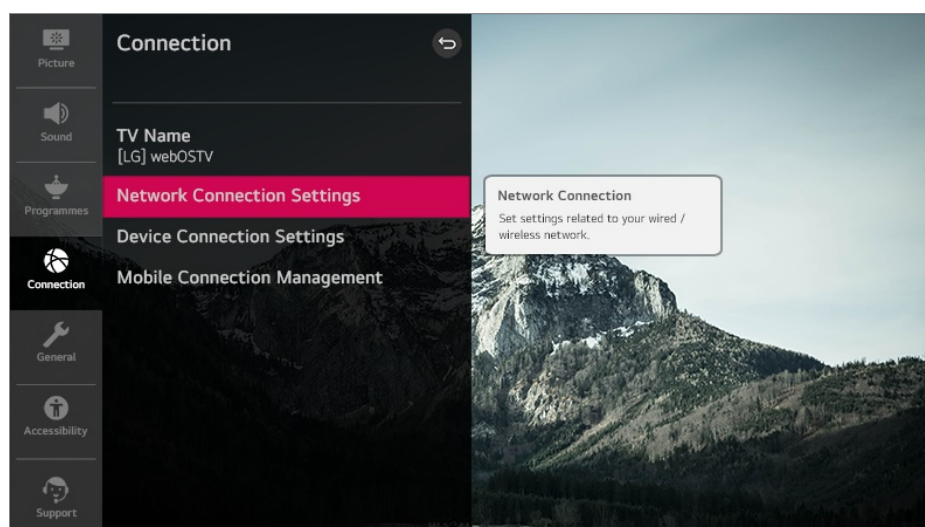 Picture
Sound
Programmes
Connection
General
Accessibility
Support
Connection
TV Name
[LG] webOSTV
Network Connection Settings
Device Connection Settings
Mobile Connection Management
Network Connection
Set settings related to your wired /
wireless network.